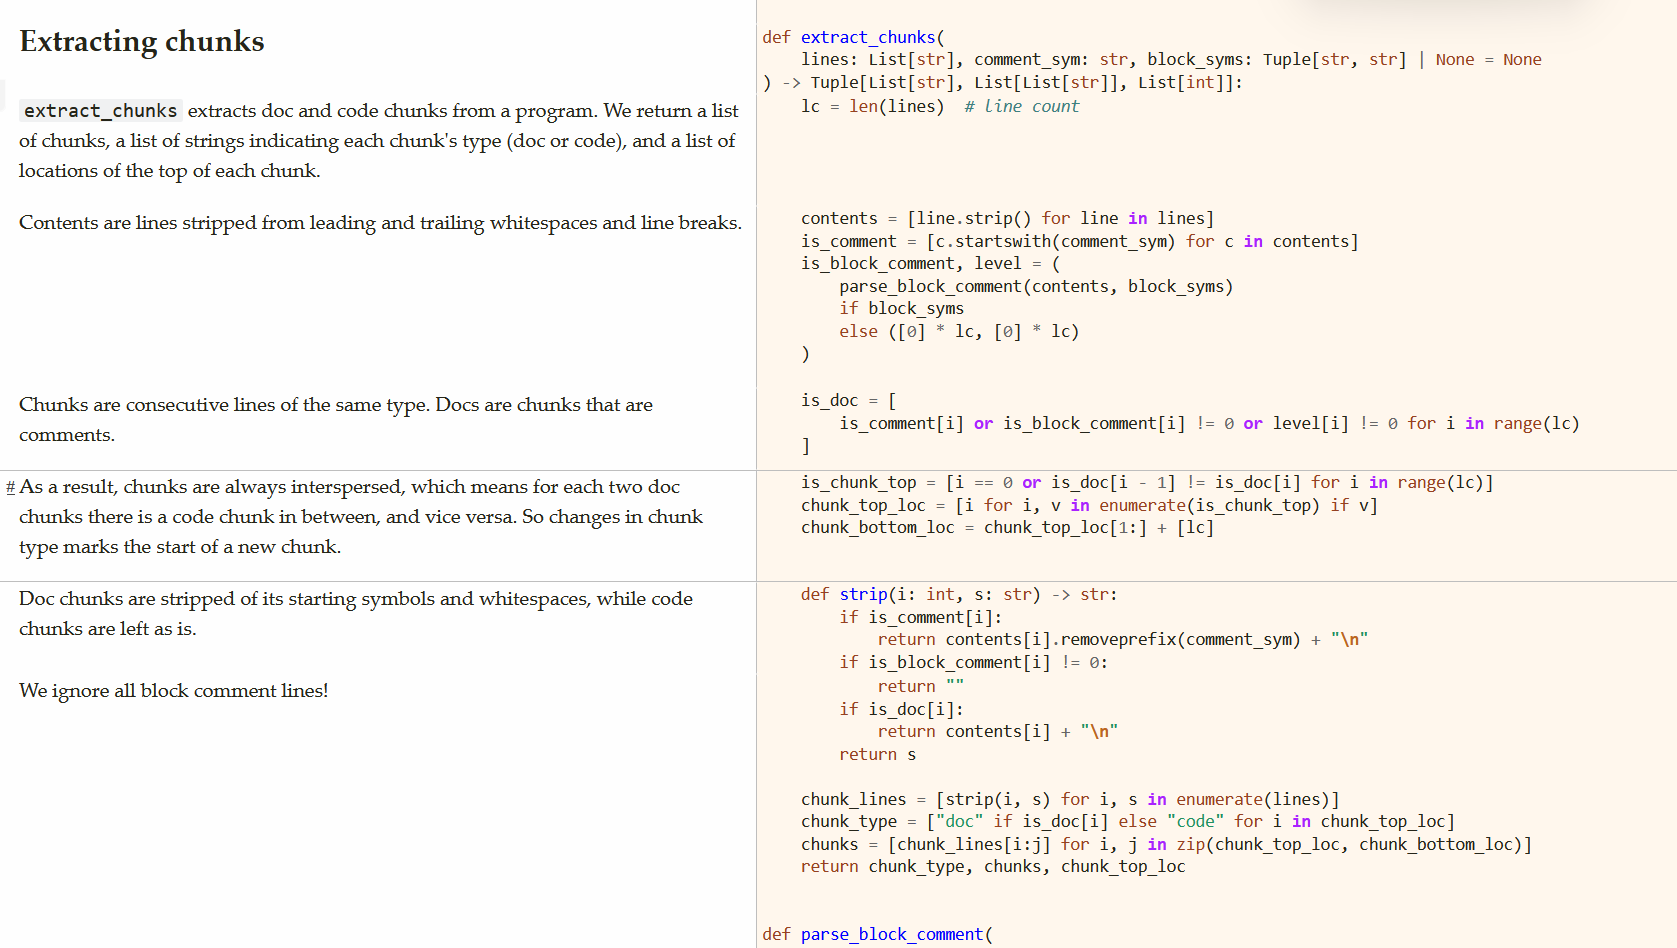 Extracting chunks
extract_chunks extracts doc and code chunks from a program. We return a list
of chunks, a list of strings indicating each chunk's type (doc or code), and a list of
locations of the top of each chunk.
def extract_chunks(
    lines: List[str], comment_sym: str, block_syms: Tuple[str, str] | None = None
) -> Tuple[List[str], List[List[str]], List[int]]:
    lc = len(lines)  # line count
Contents are lines stripped from leading and trailing whitespaces and line breaks.
    contents = [line.strip() for line in lines]
    is_comment = [c.startswith(comment_sym) for c in contents]
    is_block_comment, level = (
        parse_block_comment(contents, block_syms)
        if block_syms
        else ([0] * lc, [0] * lc)
    )
Chunks are consecutive lines of the same type. Docs are chunks that are
comments.
    is_doc = [
        is_comment[i] or is_block_comment[i] != 0 or level[i] != 0 for i in range(lc)
    ]
# As a result, chunks are always interspersed, which means for each two doc
chunks there is a code chunk in between, and vice versa. So changes in chunk
type marks the start of a new chunk.
    is_chunk_top = [i == 0 or is_doc[i - 1] != is_doc[i] for i in range(lc)]
    chunk_top_loc = [i for i, v in enumerate(is_chunk_top) if v]
    chunk_bottom_loc = chunk_top_loc[1:] + [lc]
Doc chunks are stripped of its starting symbols and whitespaces, while code
chunks are left as is.
    def strip(i: int, s: str) -> str:
        if is_comment[i]:
            return contents[i].removeprefix(comment_sym) + "\n"
        if is_block_comment[i] != 0:
We ignore all block comment lines!
            return ""
        if is_doc[i]:
            return contents[i] + "\n"
        return s
    chunk_lines = [strip(i, s) for i, s in enumerate(lines)]
    chunk_type = ["doc" if is_doc[i] else "code" for i in chunk_top_loc]
    chunks = [chunk_lines[i:j] for i, j in zip(chunk_top_loc, chunk_bottom_loc)]
    return chunk_type, chunks, chunk_top_loc
def parse_block_comment(